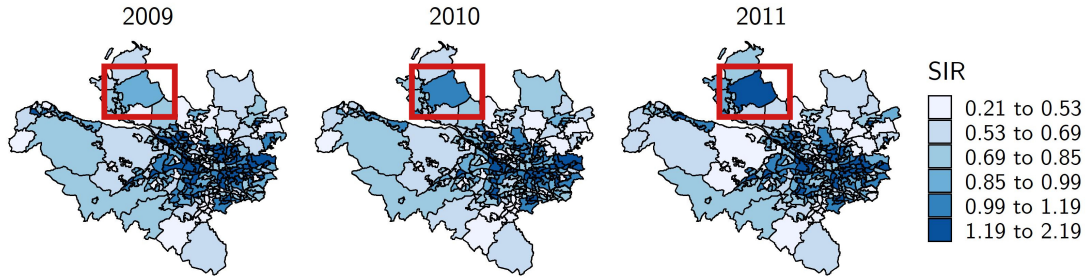 2009
2010
2011
SIR
0.21 to 0.53
0.53 to 0.69
0.69 to 0.85
0.85 to 0.99
0.99 to 1.19
1.19 to 2.19